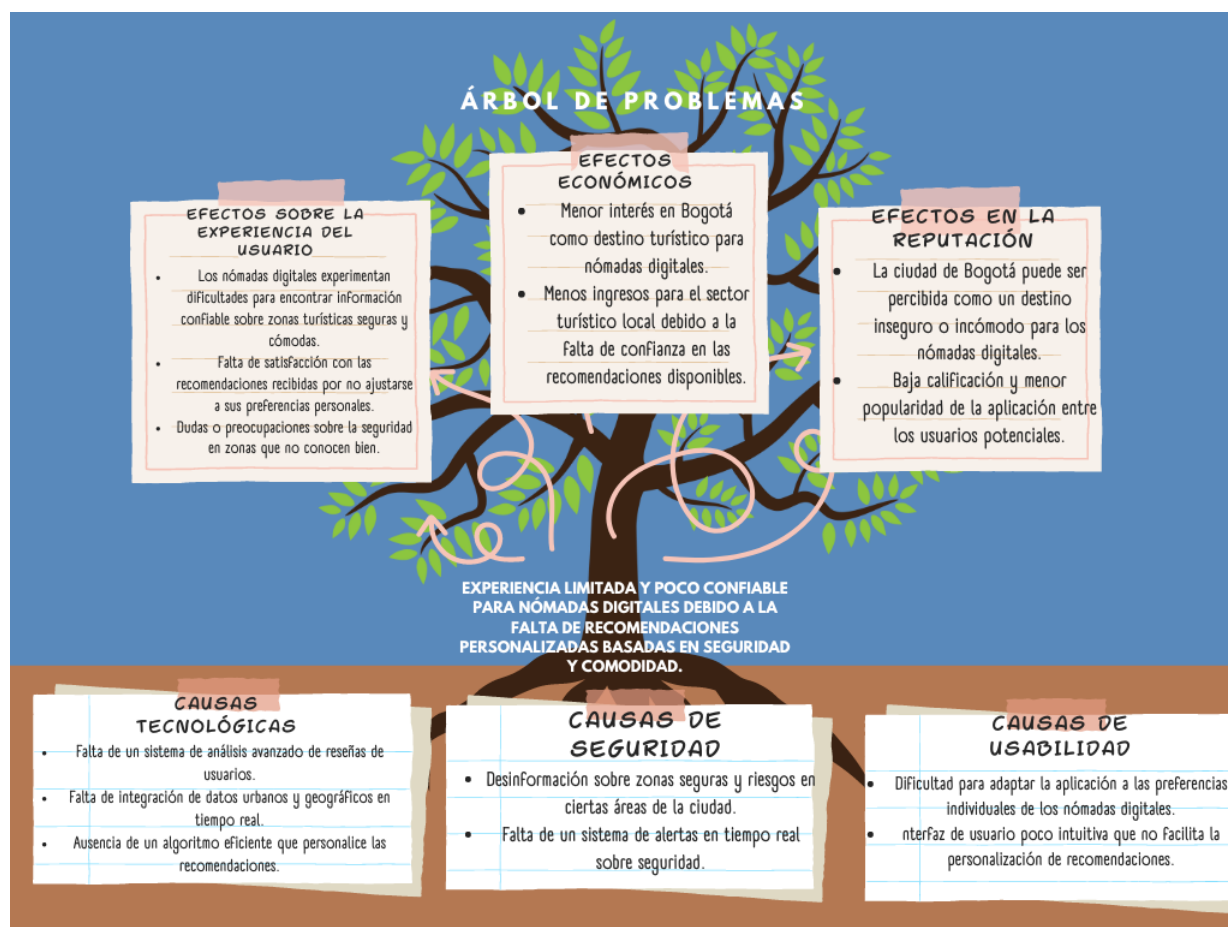 ÁRBOL DE PROBLEMAS
EFECTOS SOBRE LA
EXPERIENCIA DEL
USUARIO
• Los nómadas digitales experimentan
dificultades para encontrar información
confiable sobre zonas turísticas seguras y
cómodas.
• Falta de satisfacción con las
recomendaciones recibidas por no ajustarse
a sus preferencias personales.
• Dudas o preocupaciones sobre la seguridad
en zonas que no conocen bien.
EFECTOS
ECONÓMICOS
• Menor interés en Bogotá
como destino turístico para
nómadas digitales.
• Menos ingresos para el sector
turístico local debido a la
falta de confianza en las
recomendaciones disponibles.
EFECTOS EN LA
REPUTACIÓN
• La ciudad de Bogotá puede ser
percibida como un destino
inseguro o incómodo para los
nómadas digitales.
• Baja calificación y menor
popularidad de la aplicación entre
los usuarios potenciales.
EXPERIENCIA LIMITADA Y POCO CONFIABLE
PARA NÓMADAS DIGITALES DEBIDO A LA
FALTA DE RECOMENDACIONES
PERSONALIZADAS BASADAS EN SEGURIDAD
Y COMODIDAD.
CAUSAS
TECNOLÓGICAS
• Falta de un sistema de análisis avanzado de reseñas de
usuarios.
• Falta de integración de datos urbanos y geográficos en
tiempo real.
• Ausencia de un algoritmo eficiente que personalice las
recomendaciones.
CAUSAS DE
SEGURIDAD
• Desinformación sobre zonas seguras y riesgos en
ciertas áreas de la ciudad.
• Falta de un sistema de alertas en tiempo real
sobre seguridad.
CAUSAS DE
USABILIDAD
• Dificultad para adaptar la aplicación a las preferencias
individuales de los nómadas digitales.
• nterfaz de usuario poco intuitiva que no facilita la
personalización de recomendaciones.